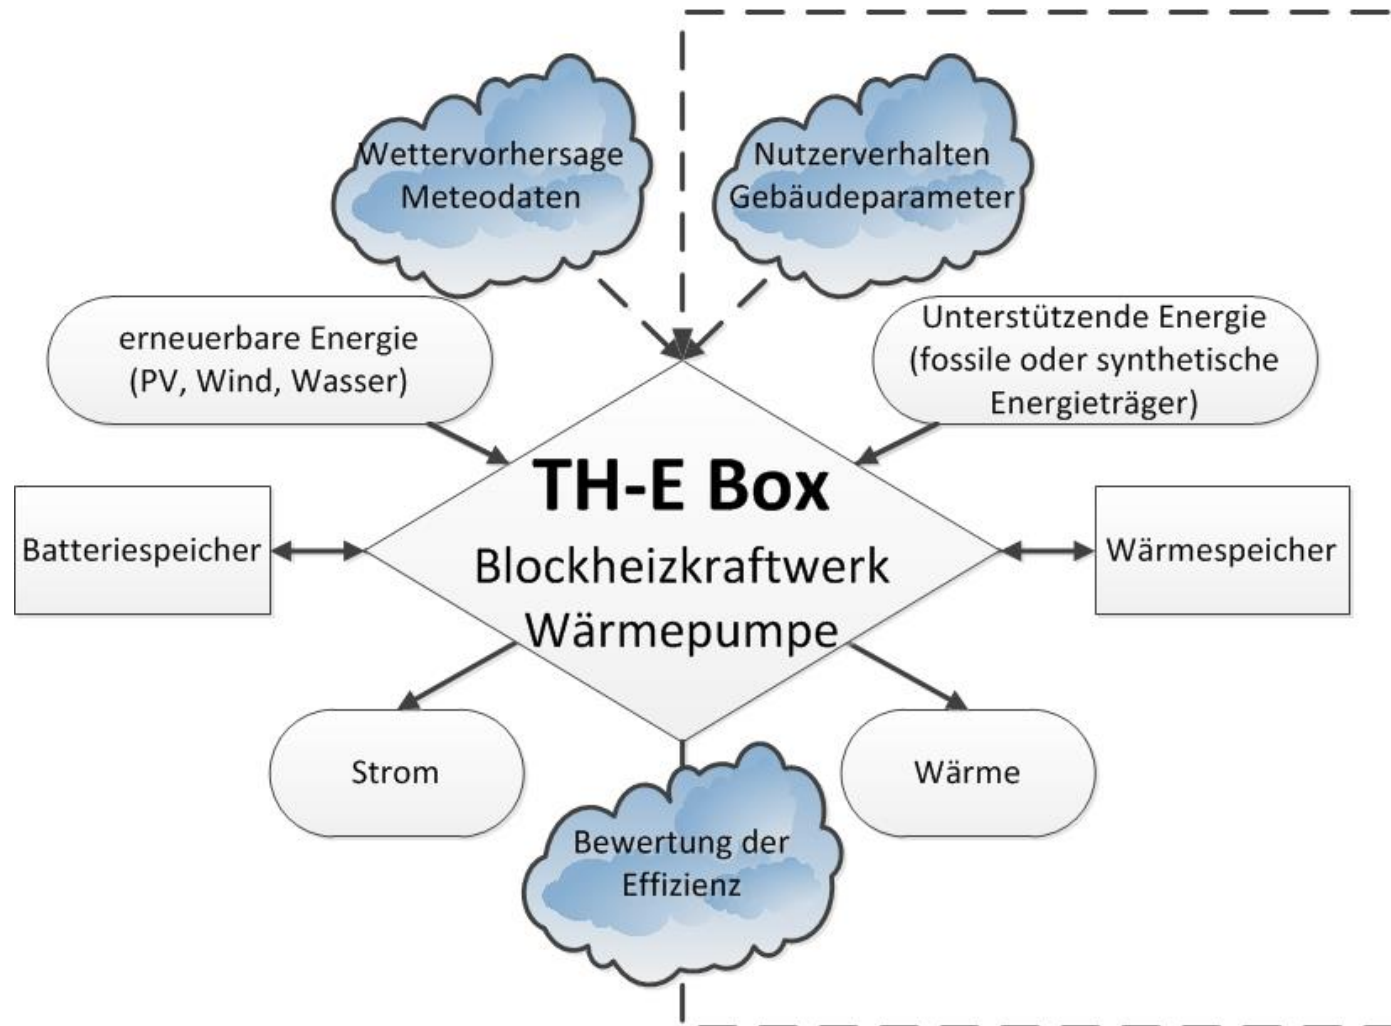 Wettervorhersage
Meteodaten
Nutzerverhalten
Gebäudeparameter
erneuerbare Energie
(PV, Wind, Wasser)
Unterstützende Energie
(fossile oder synthetische
Energieträger)
TH-E Box
Blockheizkraftwerk
Wärmepumpe
Batteriespeicher
Wärmespeicher
Strom
Wärme
Bewertung der
Effizienz